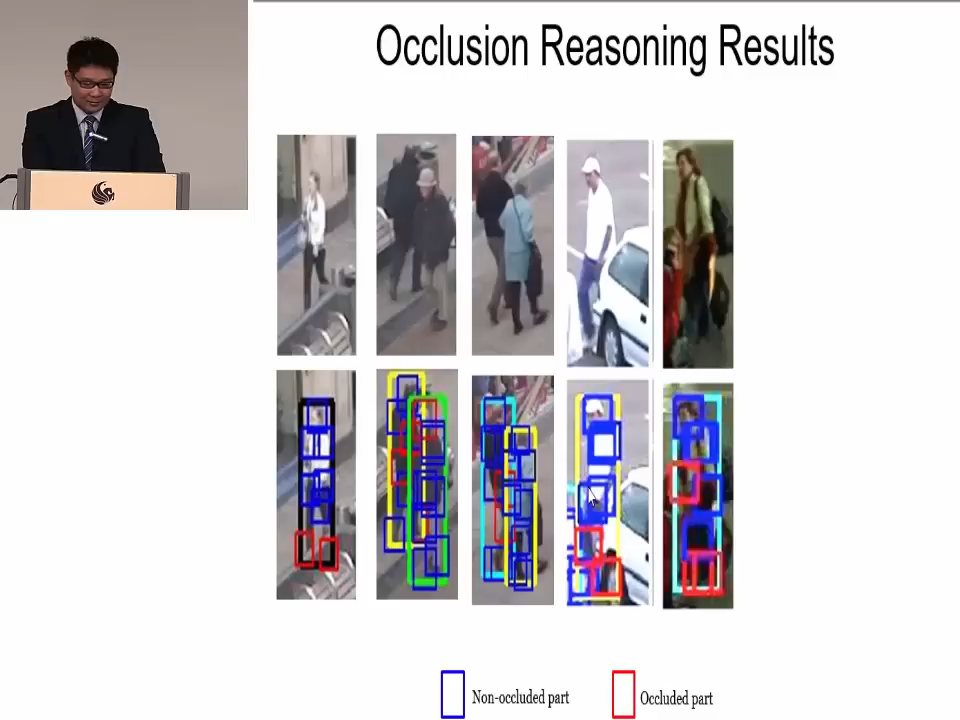 Occlusion Reasoning Results
Non-occluded part
Occluded part